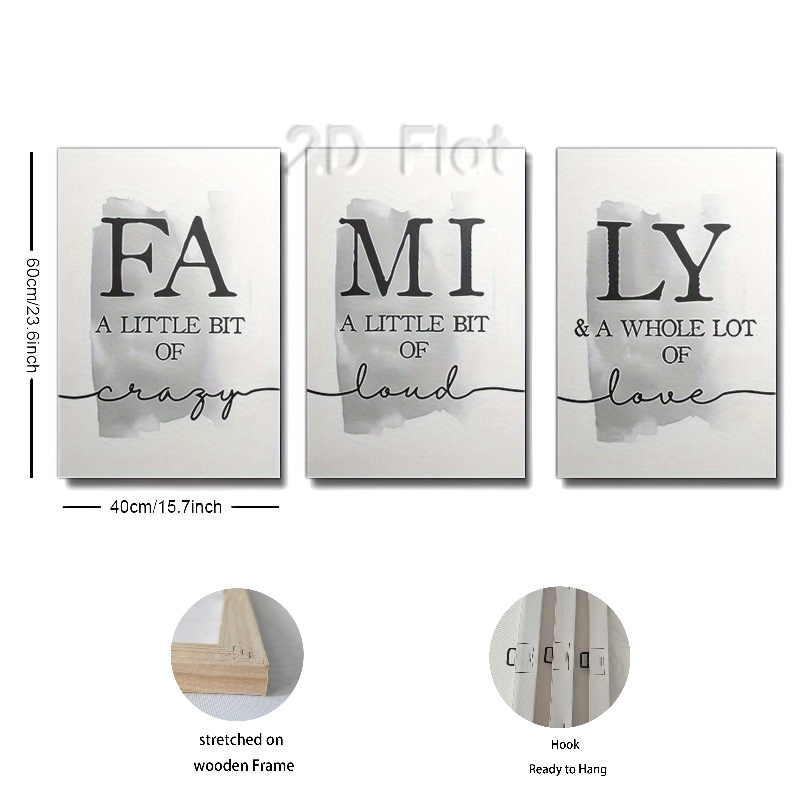 2.D Flat
60cm/23.6inch
FA
A LITTLE BIT
OF
crazy
MI
A LITTLE BIT
OF
loud
LY
& A WHOLE LOT
OF
love
40cm/15.7inch
stretched on
wooden Frame
Hook
Ready to Hang